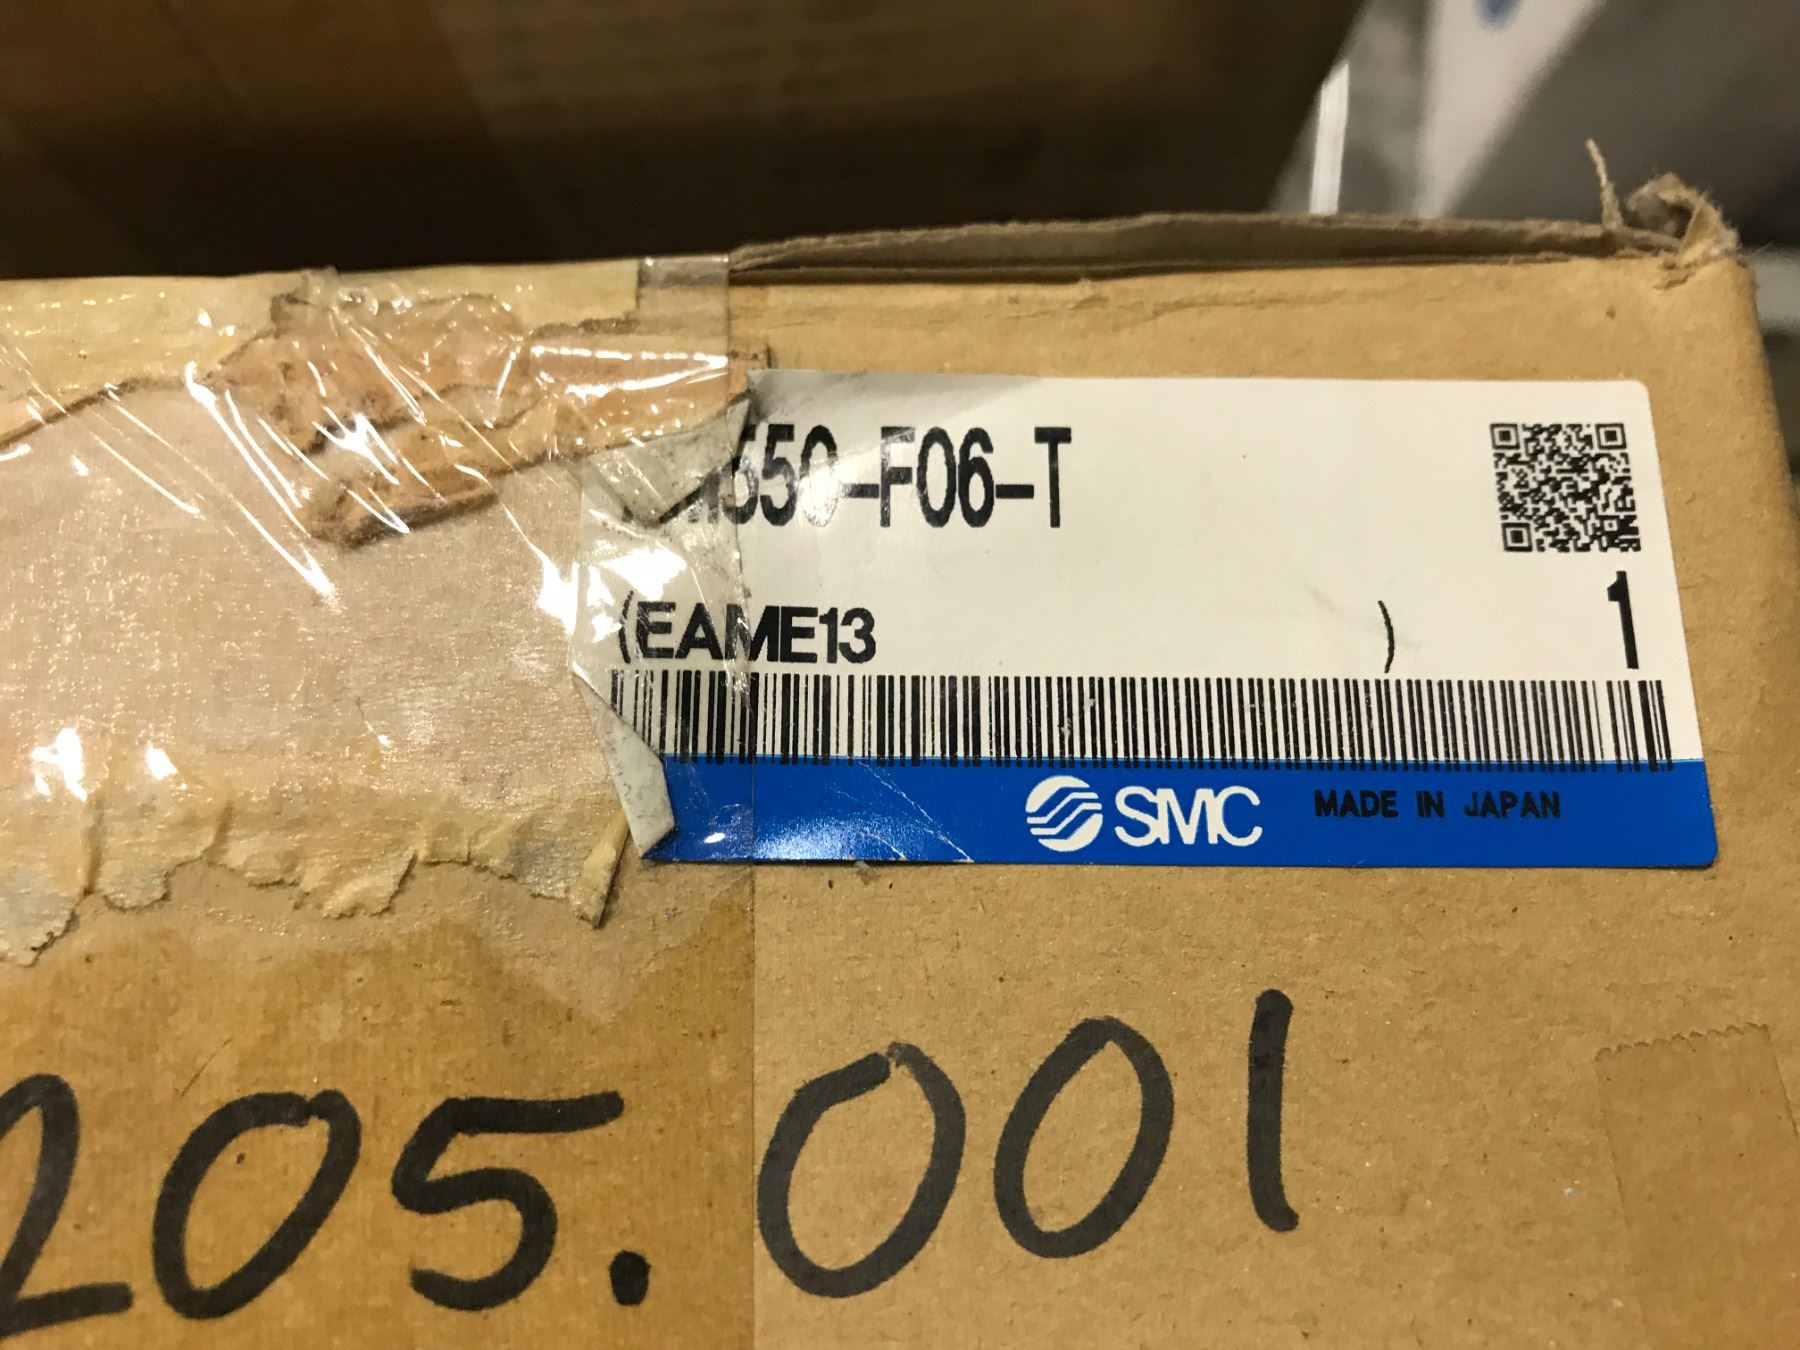 550-F06-T
(EAME13 ) 1
SMC MADE IN JAPAN
205.001